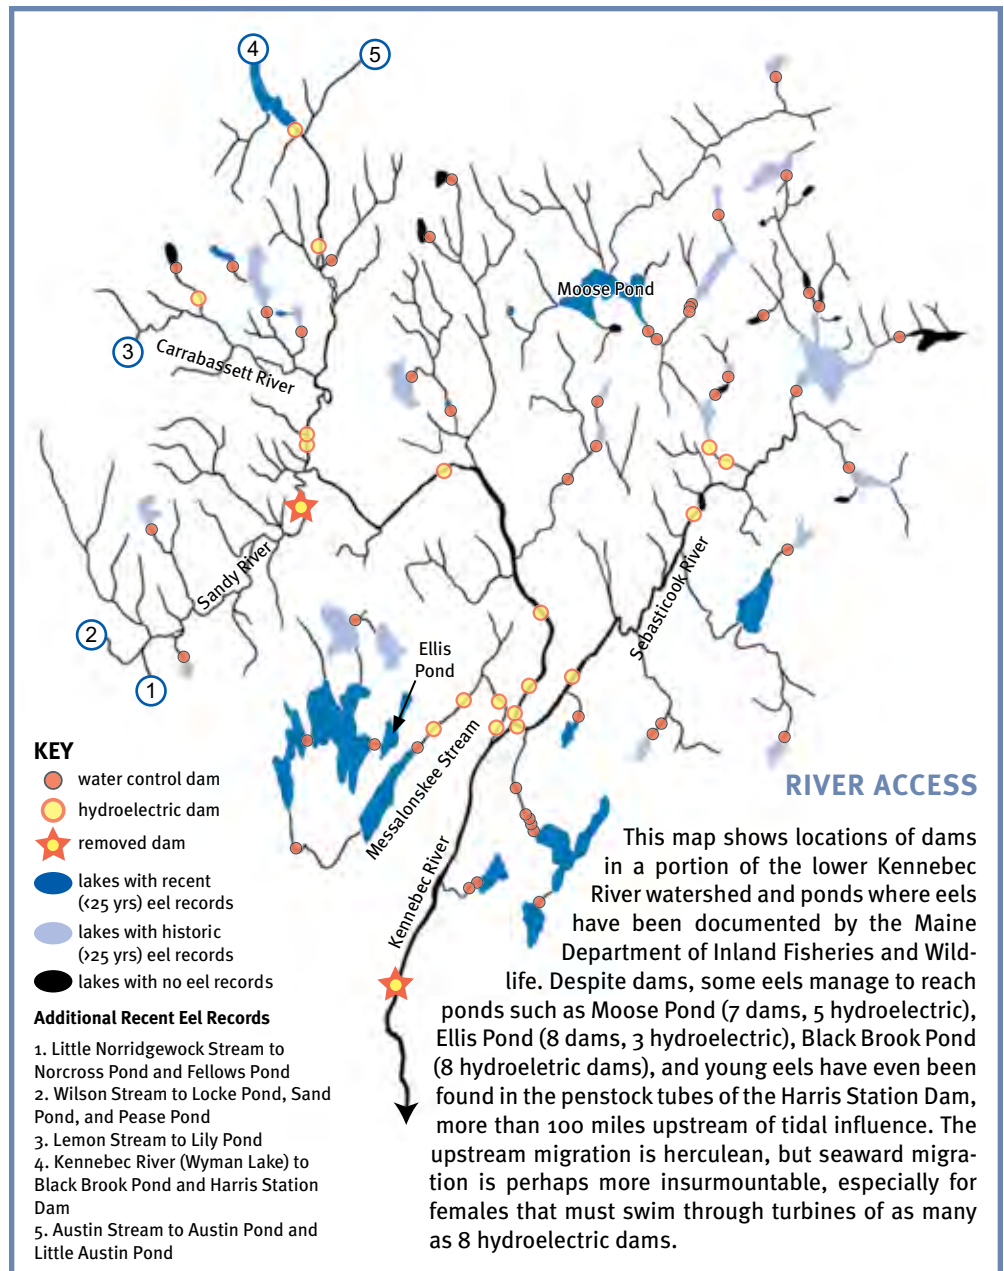 4
5
Moose Pond
3
Carrabassett River
Sandy River
Sebasticook River
2
1
Ellis
Pond
Messalonskee Stream
Kennebec River
KEY
water control dam
hydroelectric dam
removed dam
lakes with recent
(<25 yrs) eel records
lakes with historic
(>25 yrs) eel records
lakes with no eel records
Additional Recent Eel Records
1. Little Norridgewock Stream to
Norcross Pond and Fellows Pond
2. Wilson Stream to Locke Pond, Sand
Pond, and Pease Pond
3. Lemon Stream to Lily Pond
4. Kennebec River (Wyman Lake) to
Black Brook Pond and Harris Station
Dam
5. Austin Stream to Austin Pond and
Little Austin Pond
RIVER ACCESS
This map shows locations of dams
in a portion of the lower Kennebec
River watershed and ponds where eels
have been documented by the Maine
Department of Inland Fisheries and Wild-
life. Despite dams, some eels manage to reach
ponds such as Moose Pond (7 dams, 5 hydroelectric),
Ellis Pond (8 dams, 3 hydroelectric), Black Brook Pond
(8 hydroeletric dams), and young eels have even been
found in the penstock tubes of the Harris Station Dam,
more than 100 miles upstream of tidal influence. The
upstream migration is herculean, but seaward migra-
tion is perhaps more insurmountable, especially for
females that must swim through turbines of as many
as 8 hydroelectric dams.